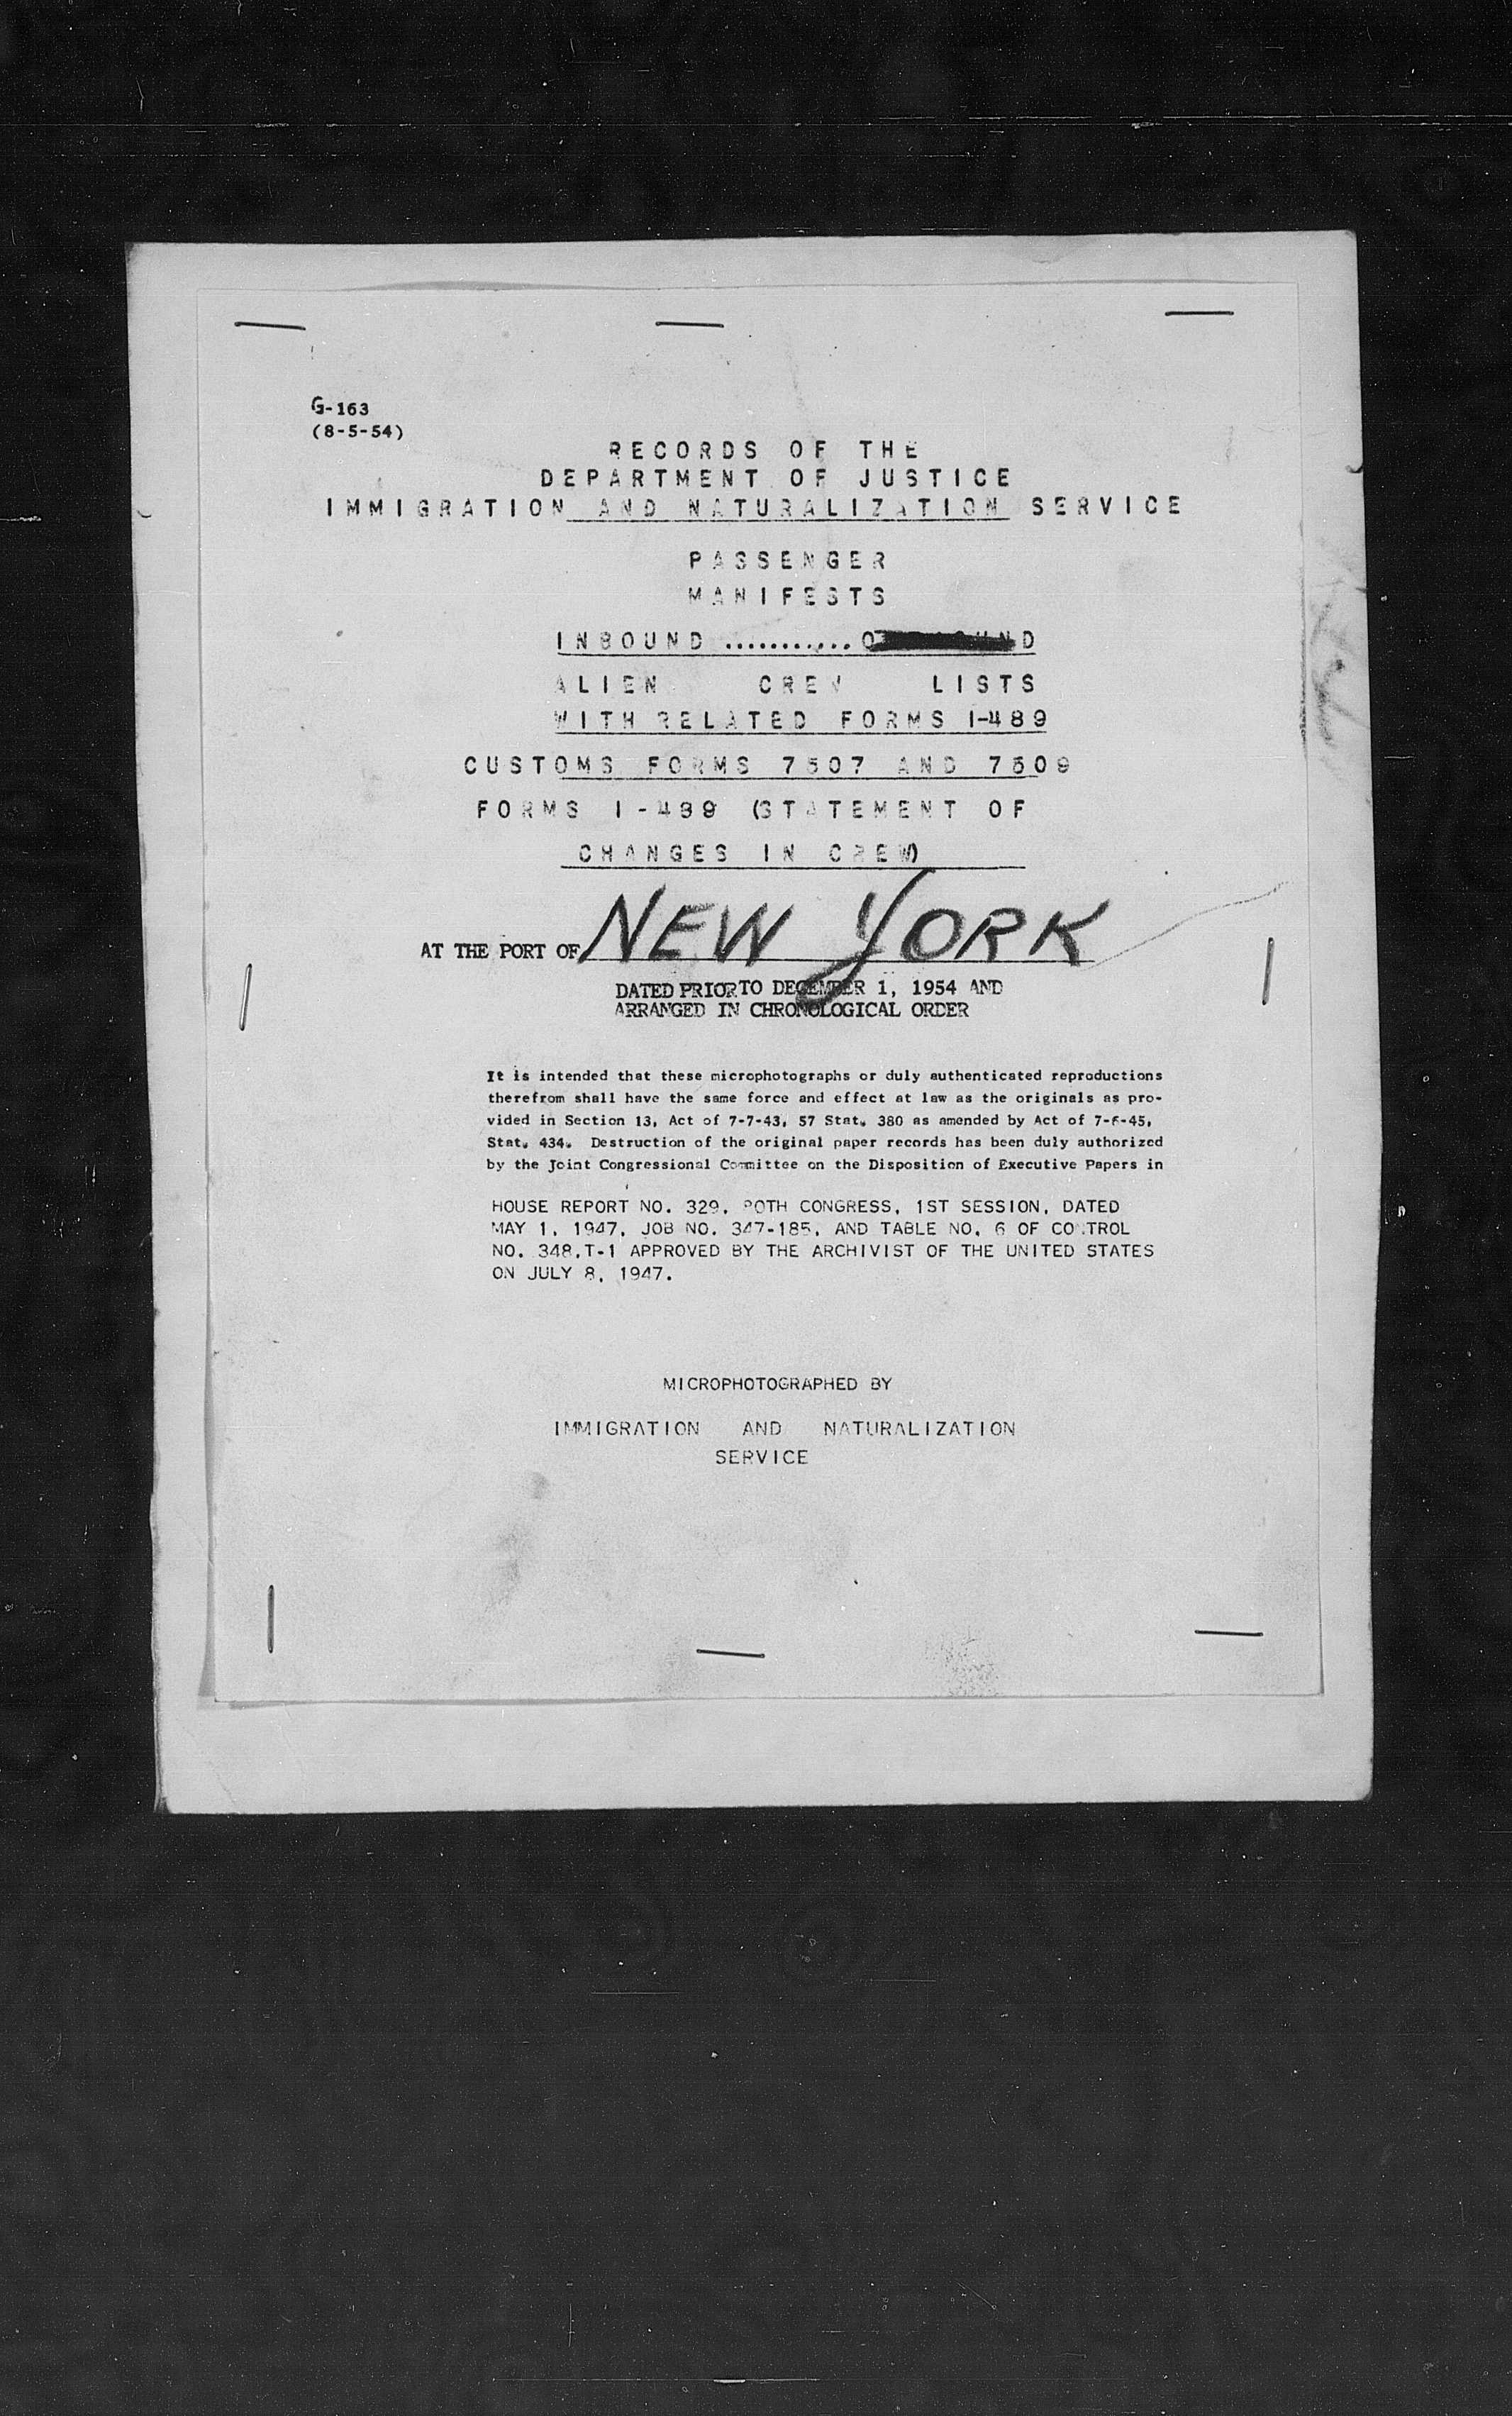 G-163
(8-5-54)
RECORDS OF THE
DEPARTMENT OF JUSTICE
IMMIGRATION AND NATURALIZATION SERVICE
PASSENGER
MANIFESTS
INBOUND ...........
ALIEN CREW LISTS
WITH RELATED FORMS I-489
CUSTOMS FORMS 7507 AND 7509
FORMS I-489 (STATEMENT OF
CHANGES IN CREW)
AT THE PORT OF NEW YORK
DATED PRIOR TO DECEMBER 1, 1954 AND
ARRANGED IN CHRONOLOGICAL ORDER
It is intended that these microphotographs or duly authenticated reproductions
therefrom shall have the same force and effect at law as the originals as pro-
vided in Section 13, Act of 7-7-43, 57 Stat. 380 as amended by Act of 7-6-45,
Stat. 434. Destruction of the original paper records has been duly authorized
by the Joint Congressional Committee on the Disposition of Executive Papers in
HOUSE REPORT NO. 329, 80TH CONGRESS, 1ST SESSION, DATED
MAY 1, 1947, JOB NO. 347-185, AND TABLE NO. 6 OF CONTROL
NO. 348,T-1 APPROVED BY THE ARCHIVIST OF THE UNITED STATES
ON JULY 8, 1947.
MICROPHOTOGRAPHED BY
IMMIGRATION AND NATURALIZATION
SERVICE